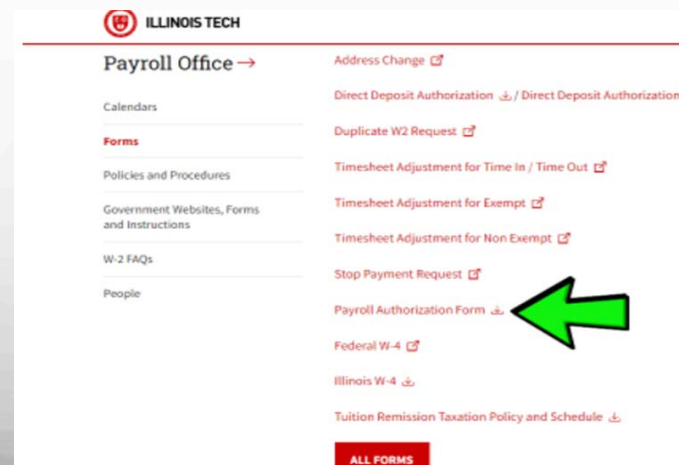 ILLINOIS TECH
Payroll Office →
Calendars
Forms
Policies and Procedures
Government Websites, Forms
and Instructions
W-2 FAQs
People
Address Change
Direct Deposit Authorization / Direct Deposit Authorization
Duplicate W2 Request
Timesheet Adjustment for Time In / Time Out
Timesheet Adjustment for Exempt
Timesheet Adjustment for Non Exempt
Stop Payment Request
Payroll Authorization Form
Federal W-4
Illinois W-4
Tuition Remission Taxation Policy and Schedule
ALL FORMS